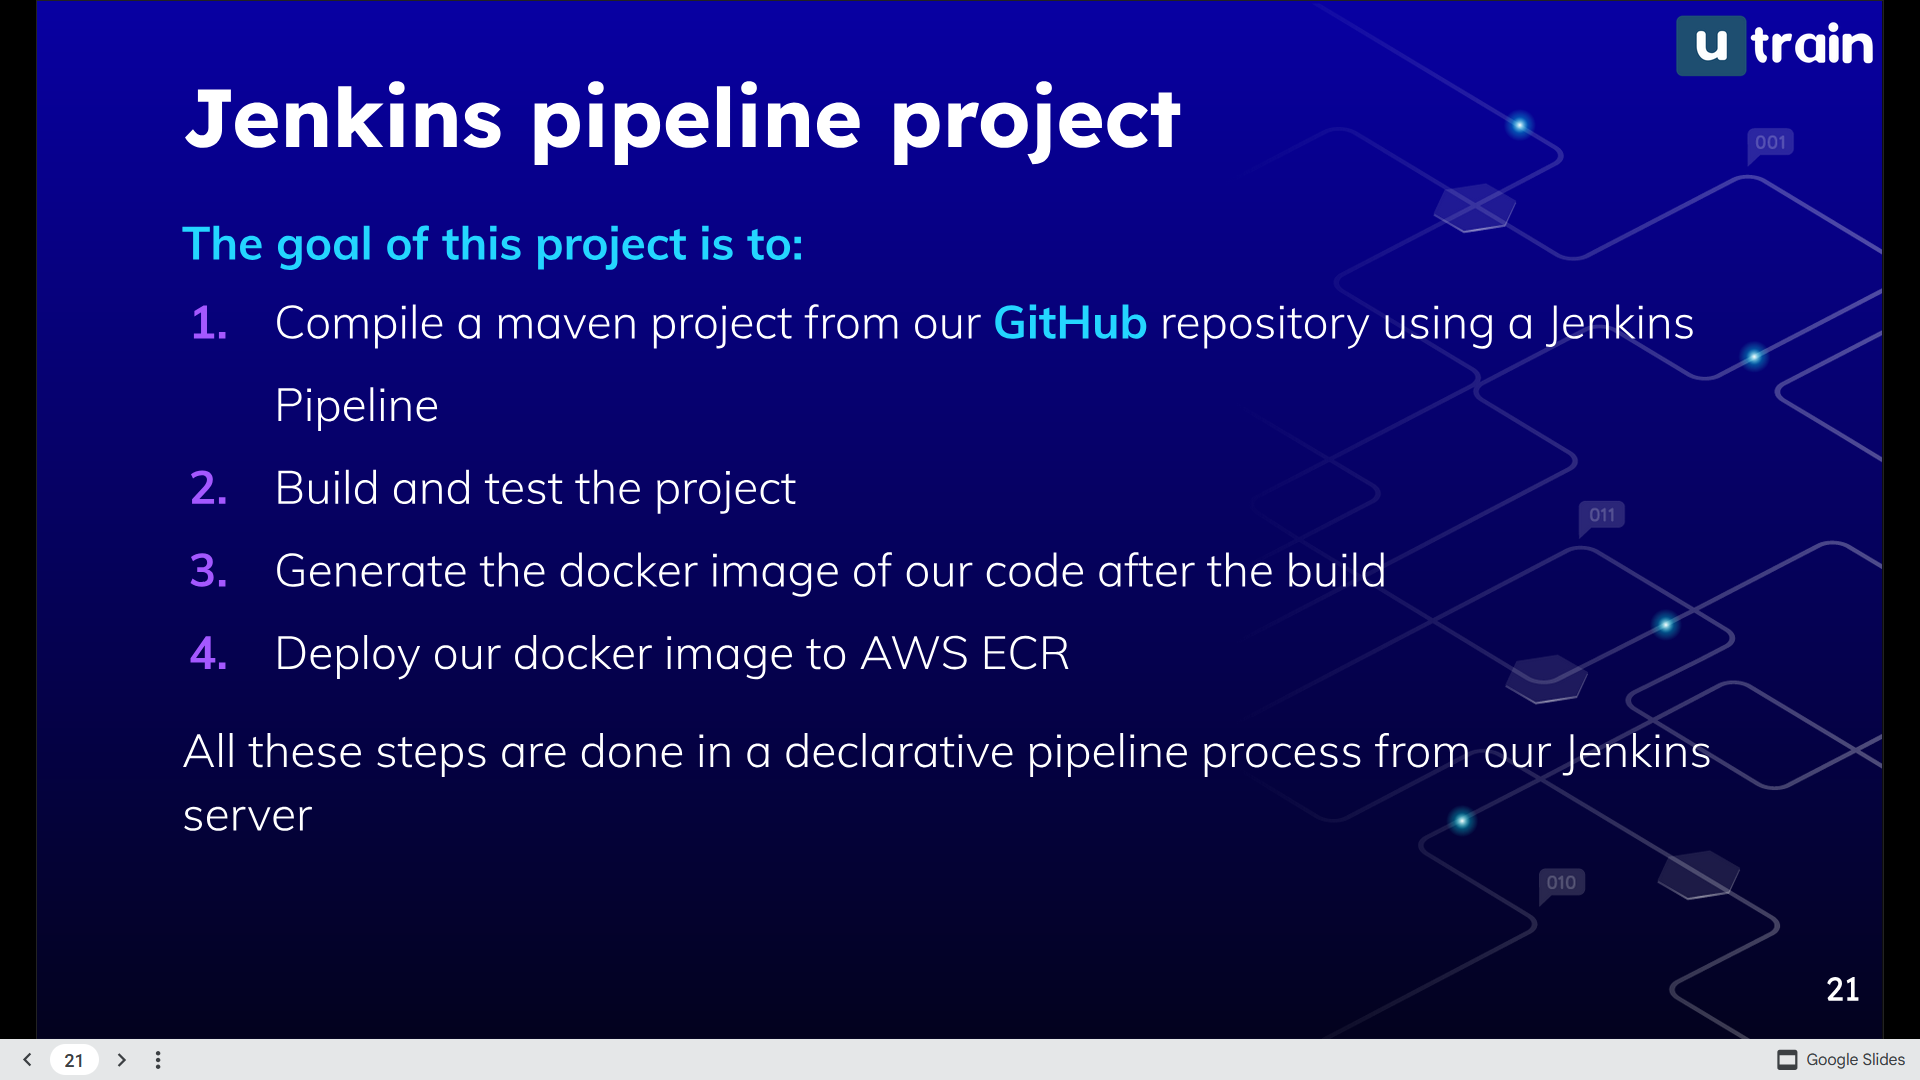 u train
Jenkins pipeline project
001
The goal of this project is to:
1. Compile a maven project from our GitHub repository using a Jenkins
Pipeline
2. Build and test the project
011
3. Generate the docker image of our code after the build
4. Deploy our docker image to AWS ECR
All these steps are done in a declarative pipeline process from our Jenkins
server
010
21
21
Google Slides